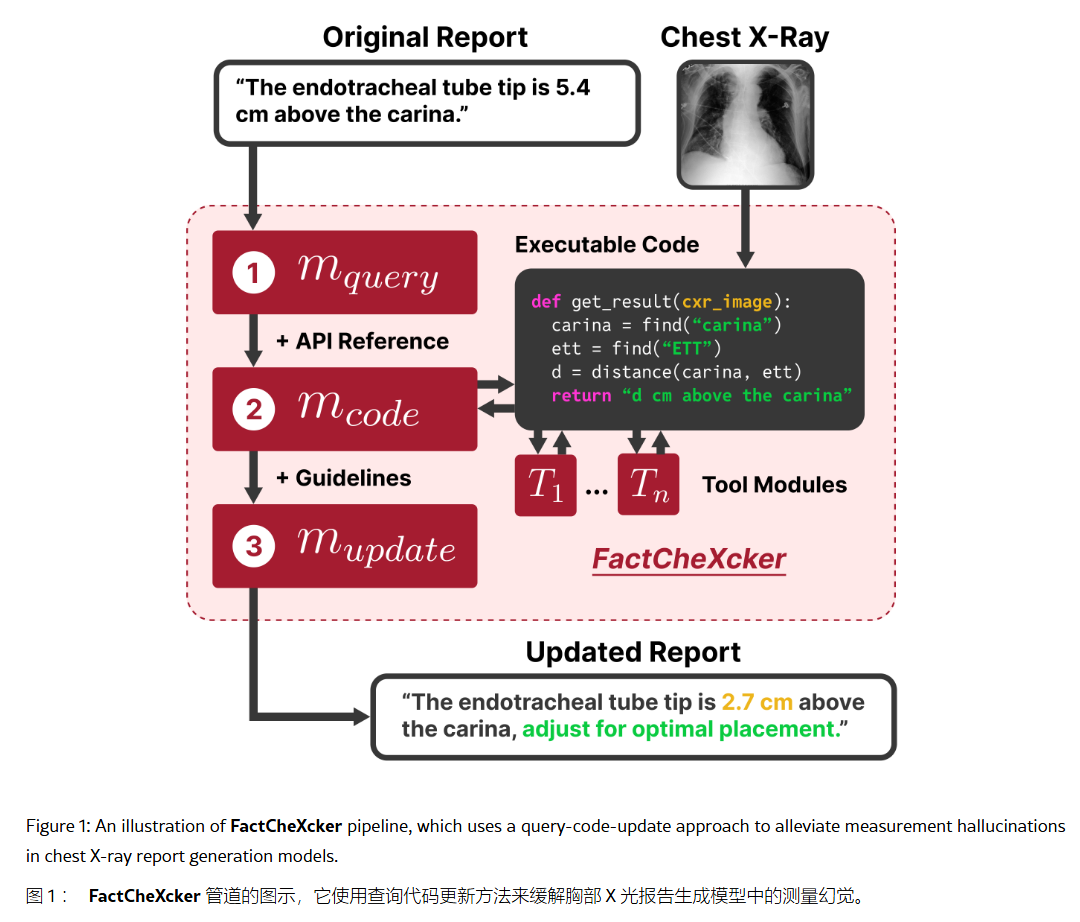 Original Report
Chest X-Ray
“The endotracheal tube tip is 5.4
cm above the carina.”
1 m_query
+ API Reference
2 m_code
+ Guidelines
3 m_update
Executable Code
def get_result(cxr_image):
carina = find(“carina”)
ett = find(“ETT”)
d = distance(carina, ett)
return “d cm above the carina”
T_1 ... T_n Tool Modules
FactCheXcker
Updated Report
“The endotracheal tube tip is 2.7 cm above
the carina, adjust for optimal placement.”
Figure 1: An illustration of FactCheXcker pipeline, which uses a query-code-update approach to alleviate measurement hallucinations
in chest X-ray report generation models.
图 1 ： FactCheXcker 管道的图示，它使用查询代码更新方法来缓解胸部 X 光报告生成模型中的测量幻觉。